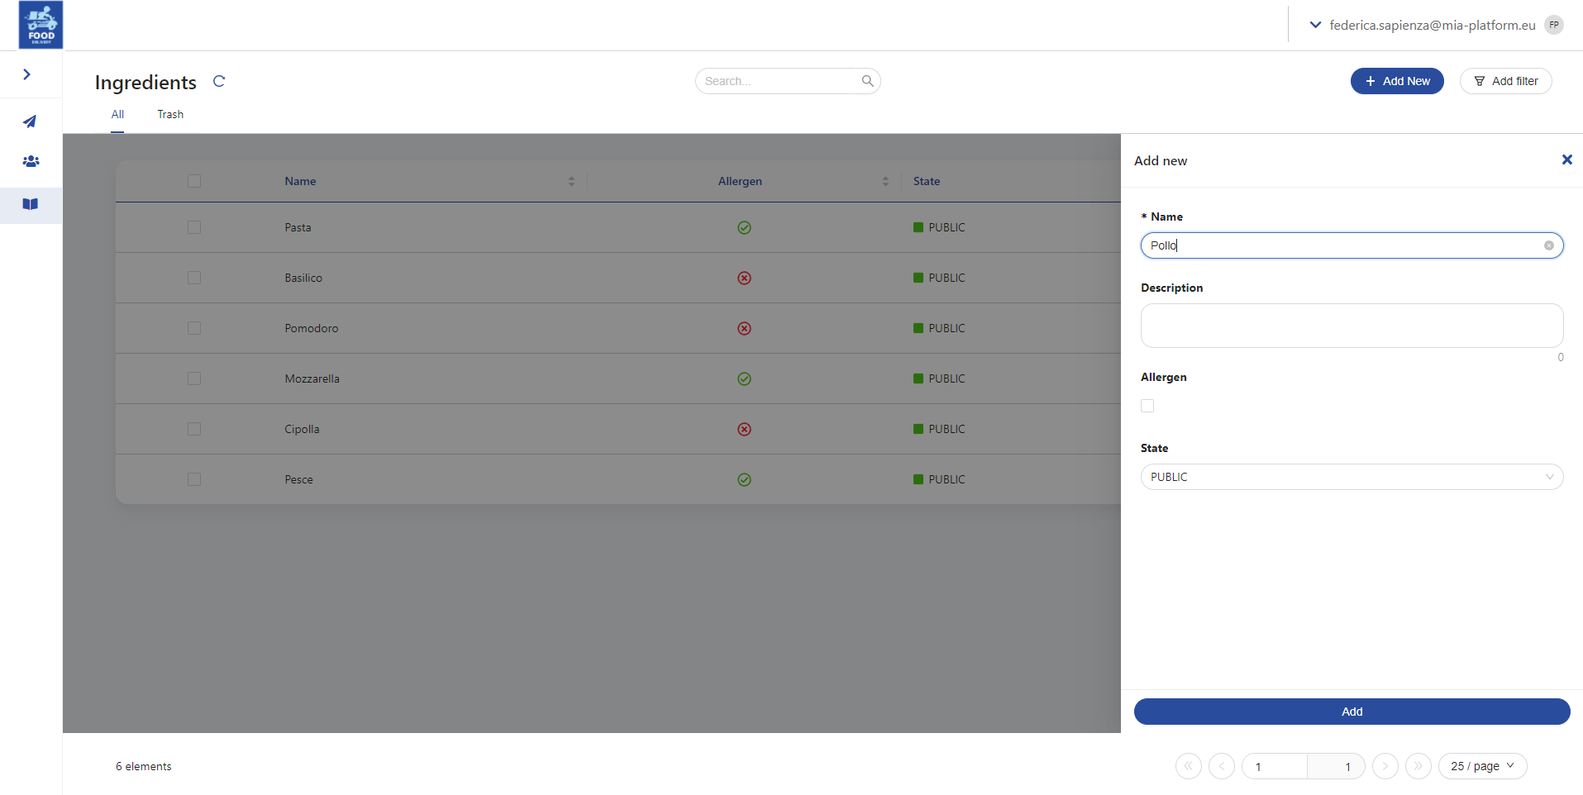 FOOD
DELIVERY
federica.sapienza@mia-platform.eu FP
Ingredients
Search...
Add New
Add filter
All Trash
Name Allergen State
Pasta PUBLIC
Basilico PUBLIC
Pomodoro PUBLIC
Mozzarella PUBLIC
Cipolla PUBLIC
Pesce PUBLIC
Add new
* Name
Pollo
Description
0
Allergen
State
PUBLIC
Add
6 elements
1 1 25 / page